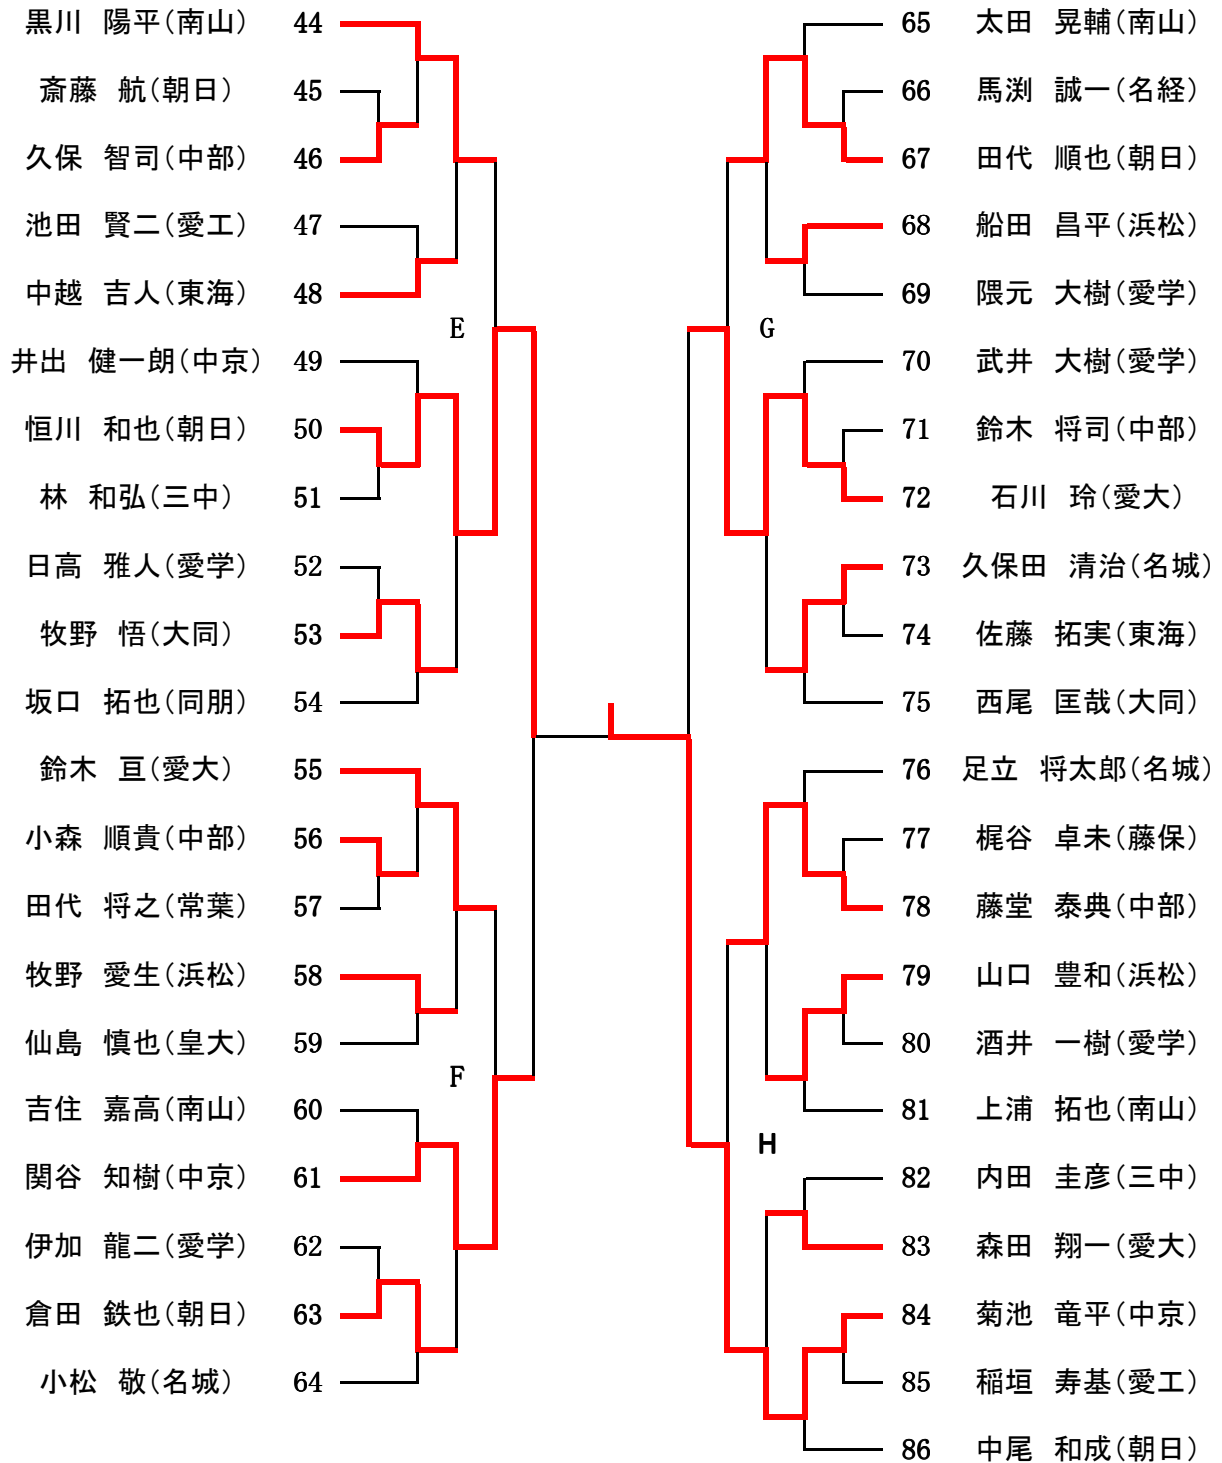 黒川 陽平(南山) 44
斎藤 航(朝日) 45
久保 智司(中部) 46
池田 賢二(愛工) 47
中越 吉人(東海) 48
E
井出 健一朗(中京) 49
恒川 和也(朝日) 50
林 和弘(三中) 51
日高 雅人(愛学) 52
牧野 悟(大同) 53
坂口 拓也(同朋) 54
鈴木 亘(愛大) 55
小森 順貴(中部) 56
田代 将之(常葉) 57
牧野 愛生(浜松) 58
仙島 慎也(皇大) 59
F
吉住 嘉高(南山) 60
関谷 知樹(中京) 61
伊加 龍二(愛学) 62
倉田 鉄也(朝日) 63
小松 敬(名城) 64
65 太田 晃輔(南山)
66 馬渕 誠一(名経)
67 田代 順也(朝日)
68 船田 昌平(浜松)
69 隈元 大樹(愛学)
G
70 武井 大樹(愛学)
71 鈴木 将司(中部)
72 石川 玲(愛大)
73 久保田 清治(名城)
74 佐藤 拓実(東海)
75 西尾 匡哉(大同)
76 足立 将太郎(名城)
77 梶谷 卓未(藤保)
78 藤堂 泰典(中部)
79 山口 豊和(浜松)
80 酒井 一樹(愛学)
81 上浦 拓也(南山)
H
82 内田 圭彦(三中)
83 森田 翔一(愛大)
84 菊池 竜平(中京)
85 稲垣 寿基(愛工)
86 中尾 和成(朝日)